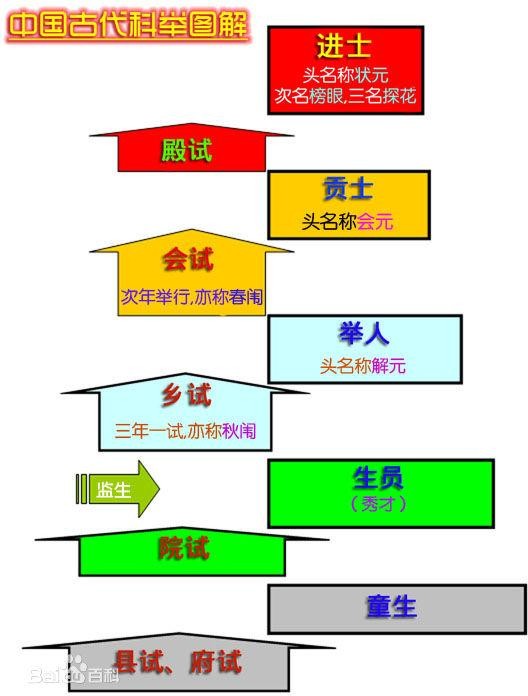 中国古代科举图解
进士
头名称状元
次名榜眼,三名探花
殿试
贡士
头名称会元
会试
次年举行,亦称春闱
举人
头名称解元
乡试
三年一试,亦称秋闱
监生
生员
(秀才)
院试
童生
县试、府试
Bai百科